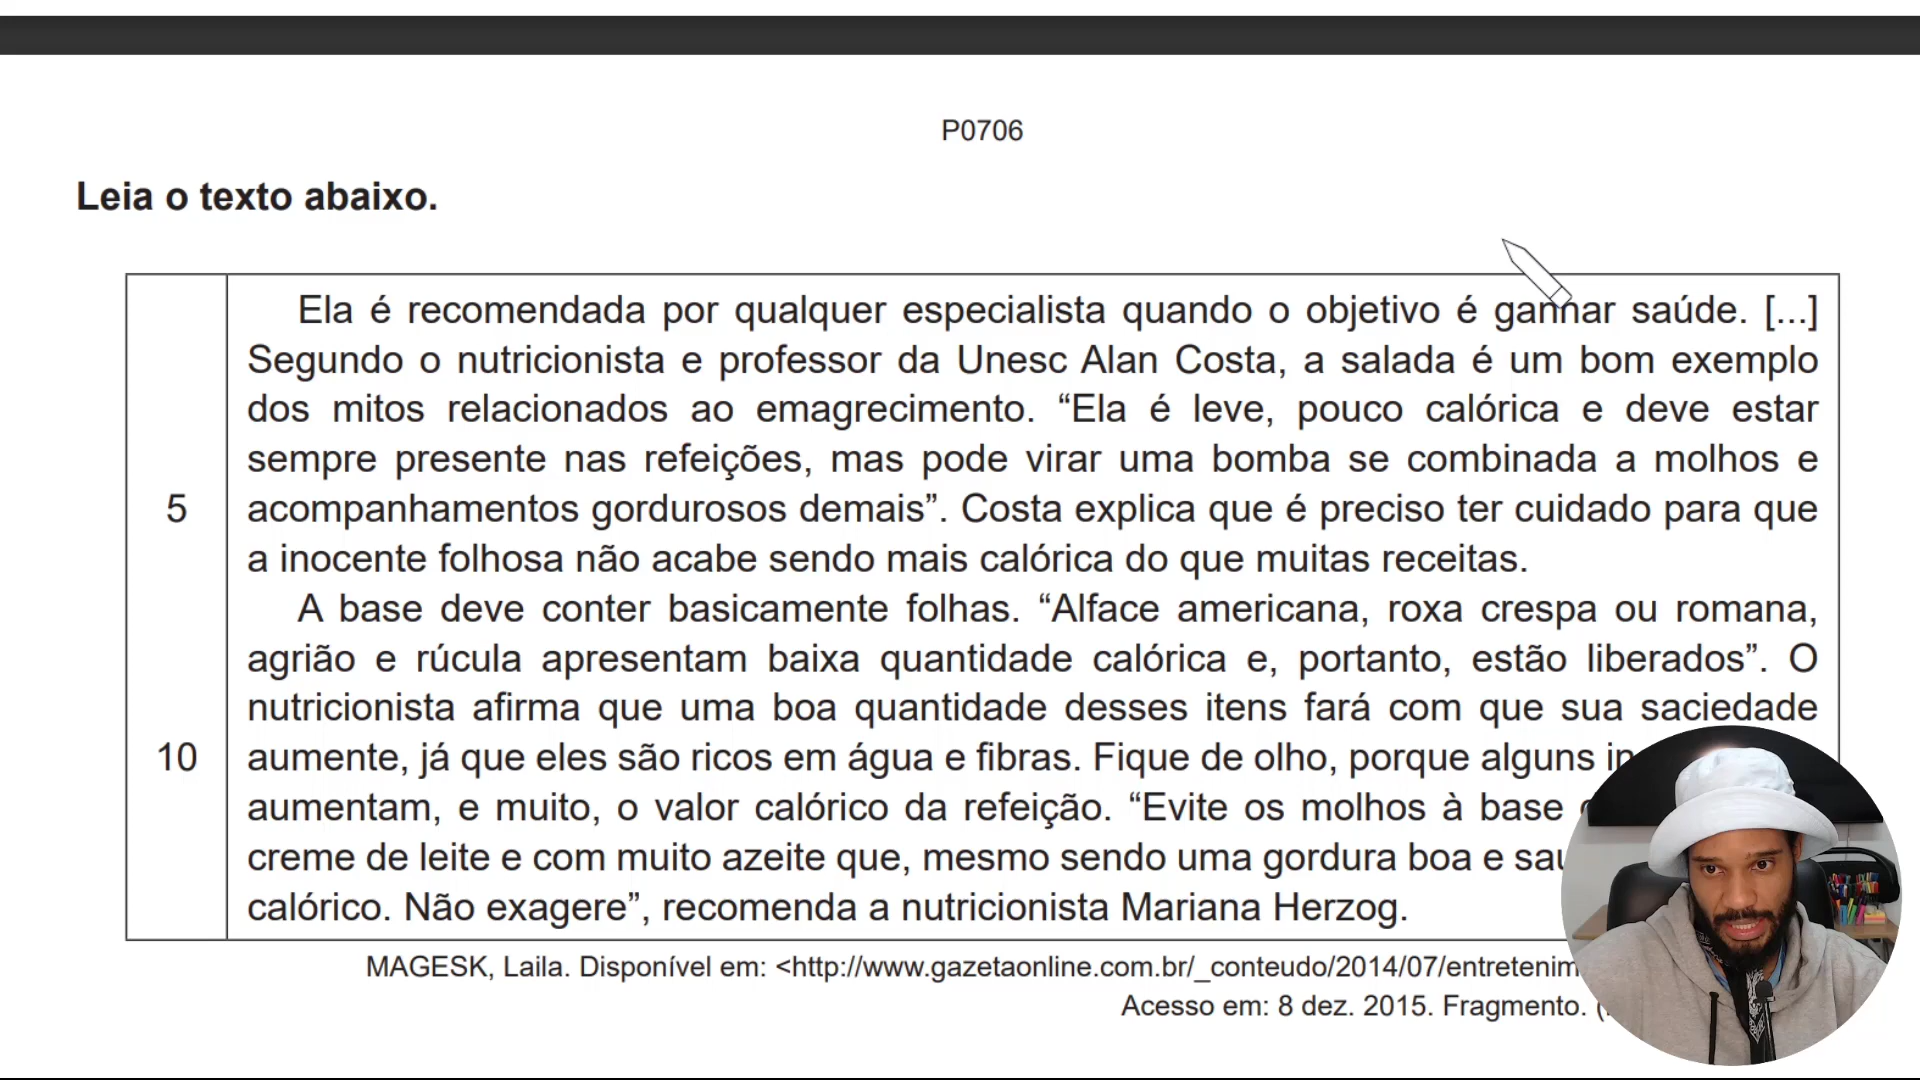 P0706
Leia o texto abaixo.
Ela é recomendada por qualquer especialista quando o objetivo é ganhar saúde. [...]
Segundo o nutricionista e professor da Unesc Alan Costa, a salada é um bom exemplo
dos mitos relacionados ao emagrecimento. “Ela é leve, pouco calórica e deve estar
sempre presente nas refeições, mas pode virar uma bomba se combinada a molhos e
5 acompanhamentos gordurosos demais”. Costa explica que é preciso ter cuidado para que
a inocente folhosa não acabe sendo mais calórica do que muitas receitas.
A base deve conter basicamente folhas. “Alface americana, roxa crespa ou romana,
agrião e rúcula apresentam baixa quantidade calórica e, portanto, estão liberados”. O
nutricionista afirma que uma boa quantidade desses itens fará com que sua saciedade
10 aumente, já que eles são ricos em água e fibras. Fique de olho, porque alguns
aumentam, e muito, o valor calórico da refeição. “Evite os molhos à base
creme de leite e com muito azeite que, mesmo sendo uma gordura boa e
calórico. Não exagere”, recomenda a nutricionista Mariana Herzog.
MAGESK, Laila. Disponível em: <http://www.gazetaonline.com.br/_conteudo/2014/07/entretenim
Acesso em: 8 dez. 2015. Fragmento.